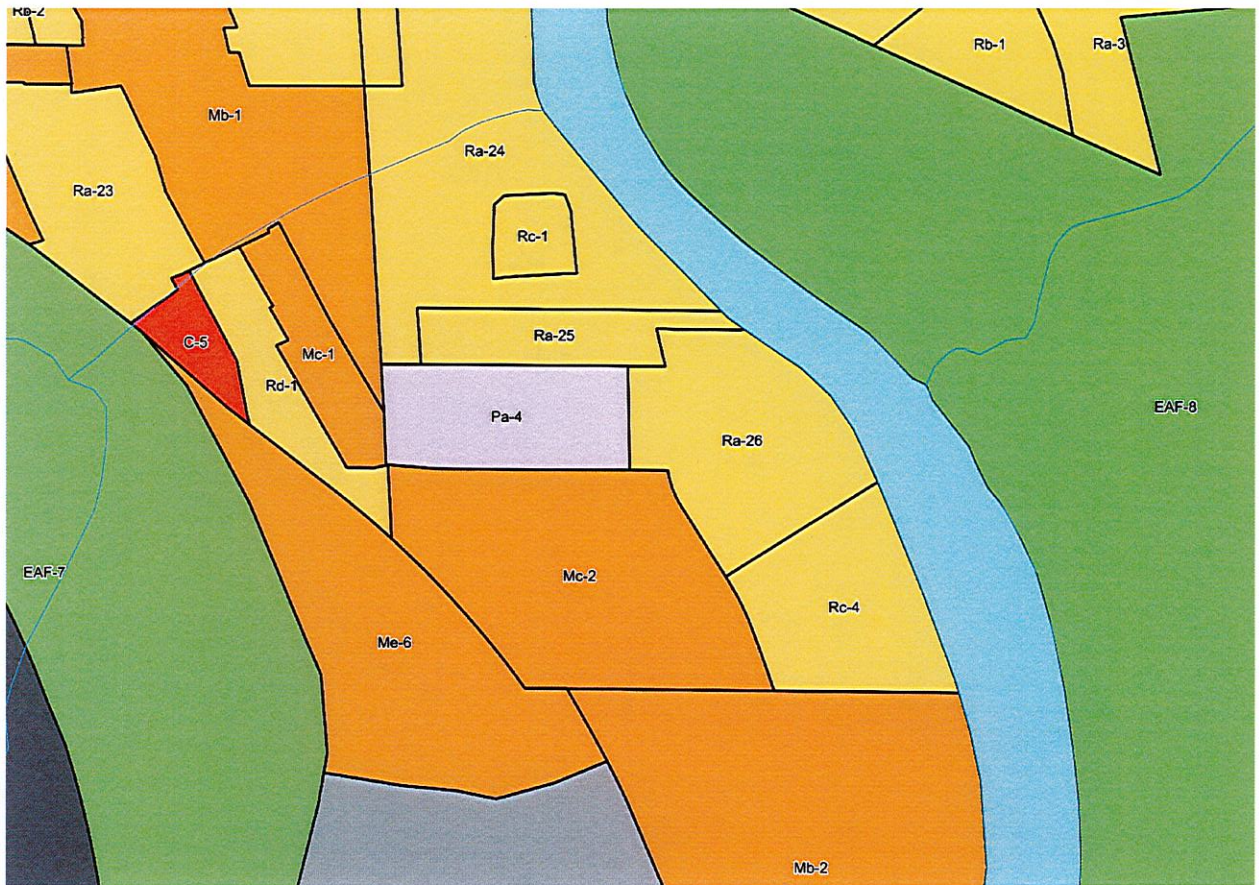 Rb-2
Rb-1
Ra-3
Mb-1
Ra-24
Ra-23
Rc-1
Ra-25
C-5
Mc-1
Rd-1
Pa-4
EAF-8
Ra-26
EAF-7
Mc-2
Rc-4
Me-6
Mb-2